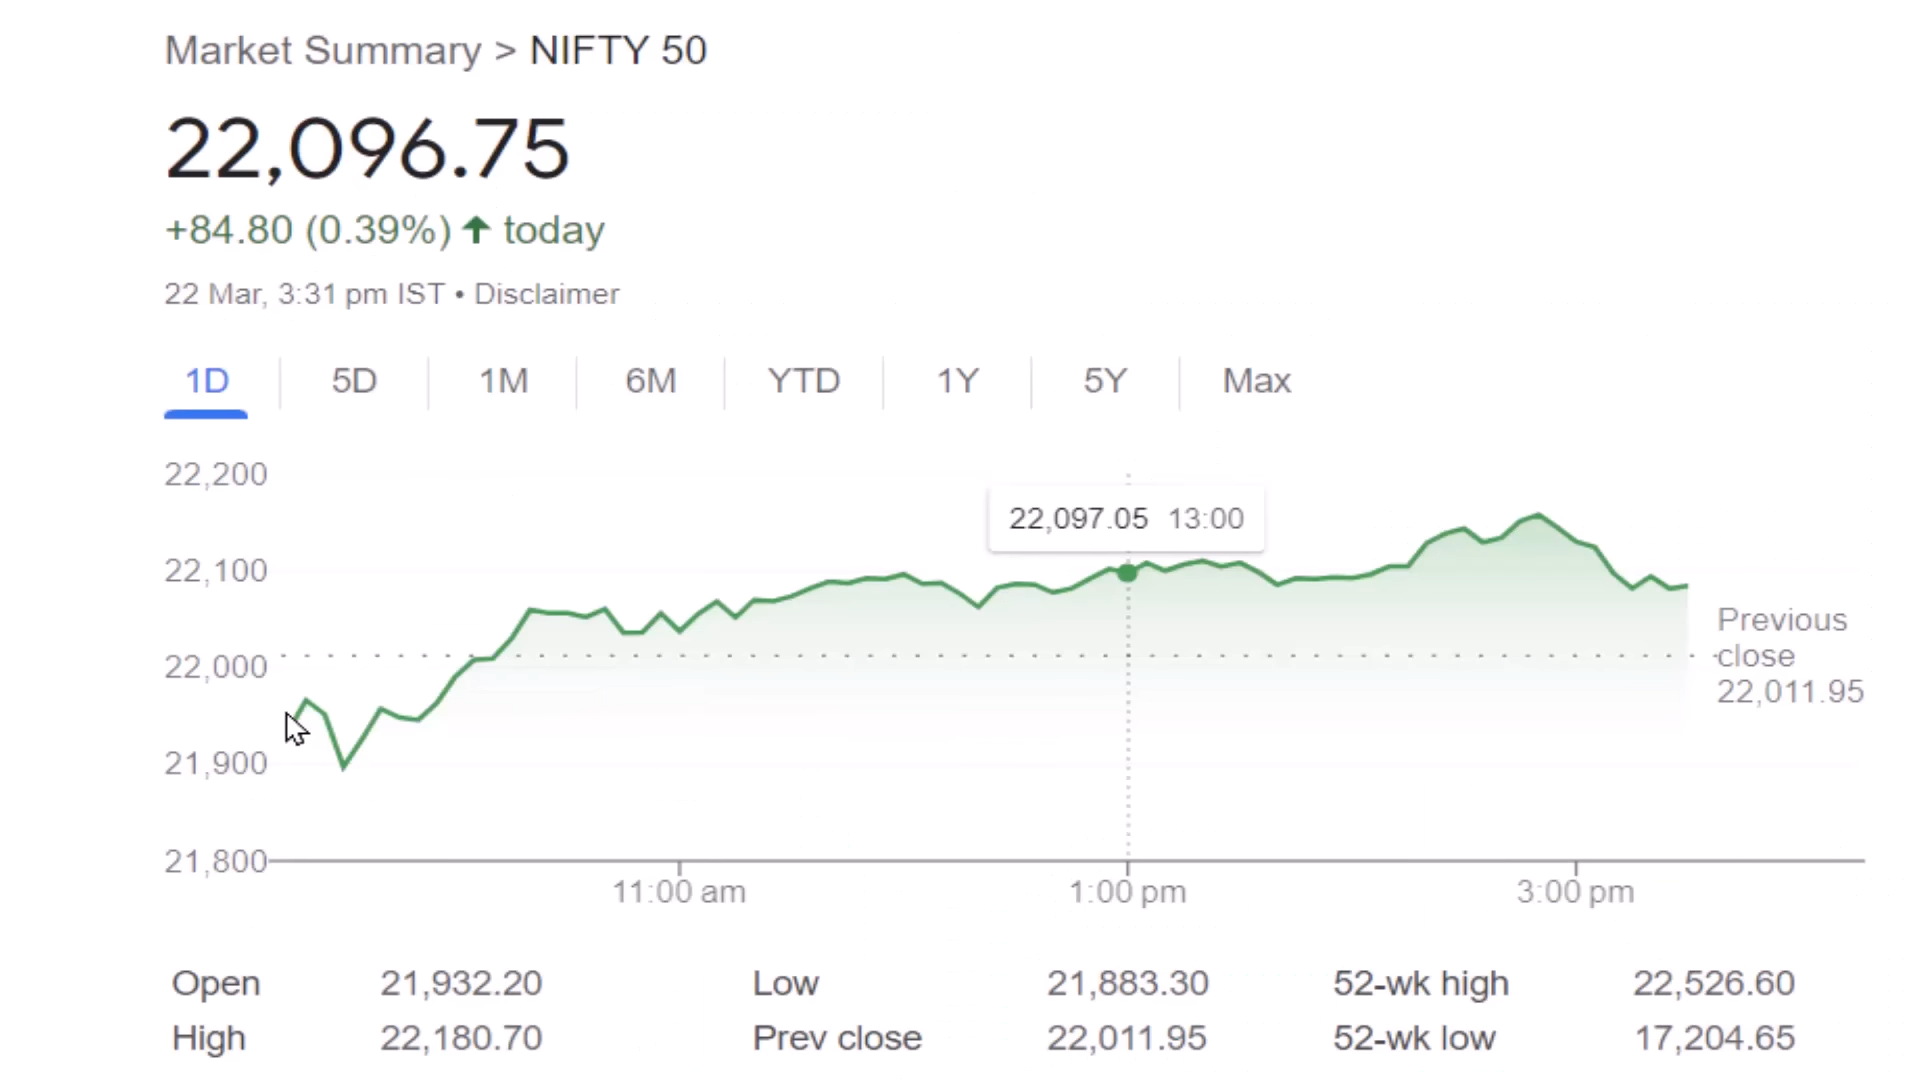 Market Summary > NIFTY 50
22,096.75
+84.80 (0.39%) ↑ today
22 Mar, 3:31 pm IST • Disclaimer
1D 5D 1M 6M YTD 1Y 5Y Max
22,200
22,097.05 13:00
22,100
Previous
close
22,011.95
22,000
21,900
21,800
11:00 am 1:00 pm 3:00 pm
Open 21,932.20 Low 21,883.30 52-wk high 22,526.60
High 22,180.70 Prev close 22,011.95 52-wk low 17,204.65